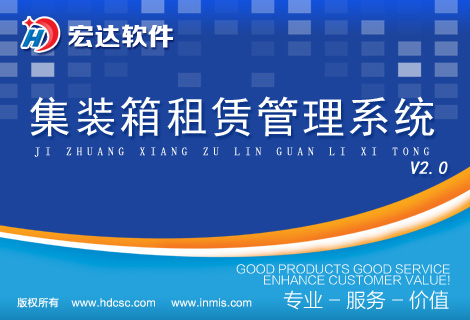 宏达软件
集装箱租赁管理系统
JI ZHUANG XIANG ZU LIN GUAN LI XI TONG
V2.0
GOOD PRODUCTS GOOD SERVICE
ENHANCE CUSTOMER VALUE!
版权所有 www.hdcsc.com www.inmis.com 专业－服务－价值